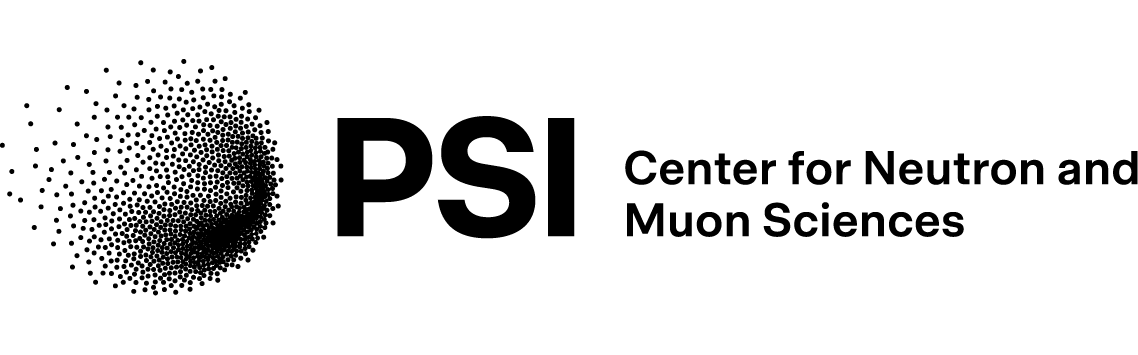 PSI
Center for Neutron and
Muon Sciences